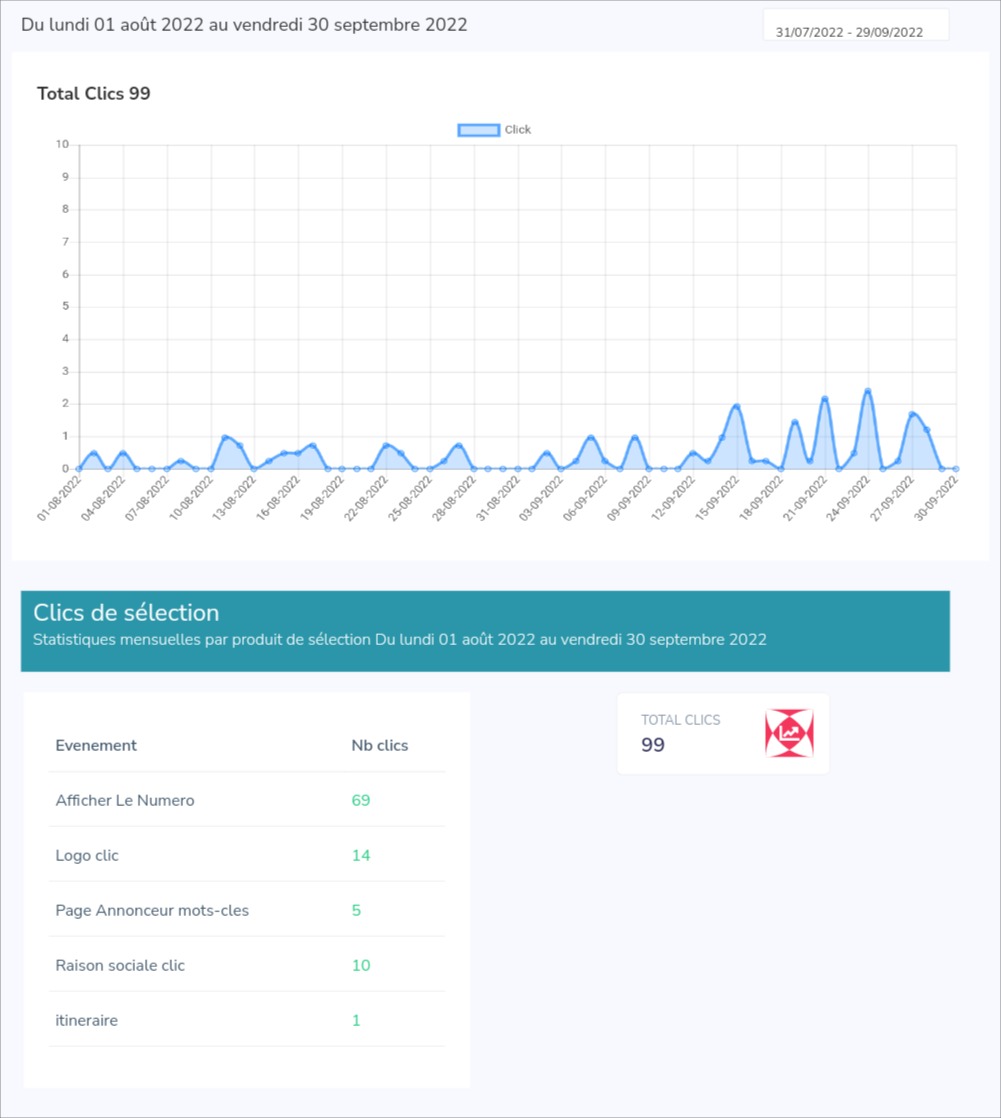 Du lundi 01 août 2022 au vendredi 30 septembre 2022
31/07/2022 - 29/09/2022
Total Clics 99
Click
10
9
8
7
6
5
4
3
2
1
0
01-08-2022
04-08-2022
07-08-2022
10-08-2022
13-08-2022
16-08-2022
19-08-2022
22-08-2022
25-08-2022
28-08-2022
31-08-2022
03-09-2022
06-09-2022
09-09-2022
12-09-2022
15-09-2022
18-09-2022
21-09-2022
24-09-2022
27-09-2022
30-09-2022
Clics de sélection
Statistiques mensuelles par produit de sélection Du lundi 01 août 2022 au vendredi 30 septembre 2022
TOTAL CLICS
99
Evenement Nb clics
Afficher Le Numero 69
Logo clic 14
Page Annonceur mots-cles 5
Raison sociale clic 10
itineraire 1